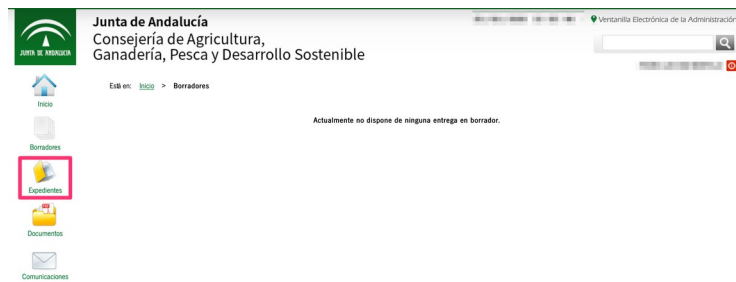 Junta de Andalucía
Consejería de Agricultura,
Ganadería, Pesca y Desarrollo Sostenible
JUNTA DE ANDALUCIA
Ventanilla Electrónica de la Administración
Está en: Inicio > Borradores
Inicio
Actualmente no dispone de ninguna entrega en borrador.
Borradores
Expedientes
Documentos
Comunicaciones